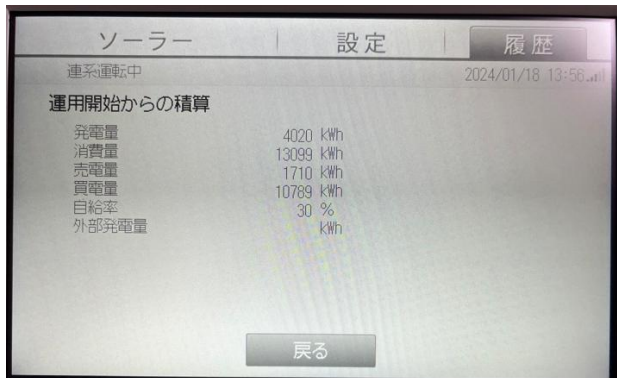 ソーラー 設定 履歴
連系運転中 2024/01/18 13:56
運用開始からの積算
発電量 4020 kWh
消費量 13099 kWh
売電量 1710 kWh
買電量 10789 kWh
自給率 30 %
外部発電量 kWh
戻る